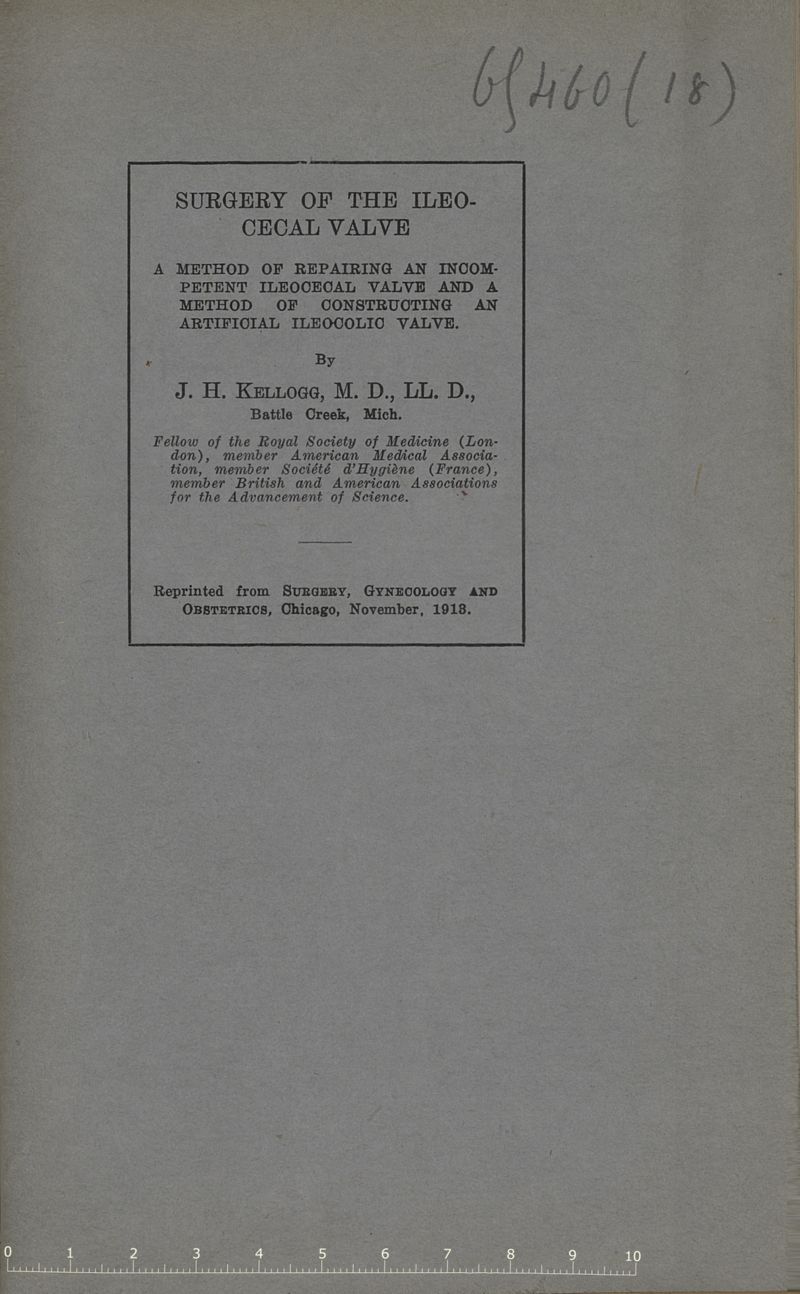 6{460(18)
SURGERY OF THE ILEO-
CECAL VALVE
A METHOD OF REPAIRING AN INCOM-
PETENT ILEOCECAL VALVE AND A
METHOD OF CONSTRUCTING AN
ARTIFICIAL ILEOCOLIC VALVE.
By
J. H. KELLOGG, M. D., LL. D.,
Battle Creek, Mich.
Fellow of the Royal Society of Medicine (Lon-
don), member American Medical Associa-
tion, member Société d'Hygiène (France),
member British and American Associations
for the Advancement of Science.
Reprinted from SURGERY, GYNECOLOGY AND
OBSTETRICS, Chicago, November, 1913.
0 1 2 3 4 5 6 7 8 9 10